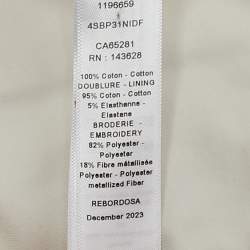 1196659
4SBP31NIDF
CA65281
RN : 143628
100% Coton - Cotton
DOUBLURE - LINING
95% Coton - Cotton
5% Elasthanne -
Elastane
BRODERIE -
EMBROIDERY
82% Polyester -
Polyester
18% Fibre métallisée
Polyester - Polyester
metallized Fiber
REBORDOSA
December 2023